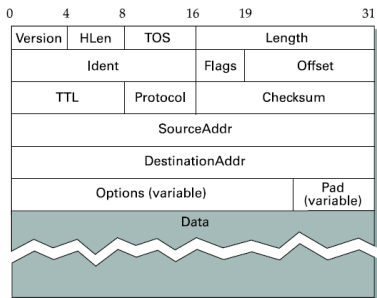 0 4 8 16 19 31
Version HLen TOS Length
Ident Flags Offset
TTL Protocol Checksum
SourceAddr
DestinationAddr
Options (variable) Pad
(variable)
Data